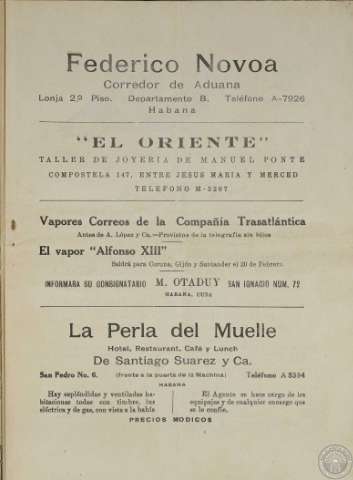 Federico Novoa
Corredor de Aduana
Lonja 2º Piso. Departamento 8. Teléfono A-7926
Habana
"EL ORIENTE"
TALLER DE JOYERIA DE MANUEL PONTE
COMPOSTELA 147, ENTRE JESUS MARIA Y MERCED
TELEFONO M-3207
Vapores Correos de la Compañía Trasatlántica
Antes de A. López y Ca.—Provistos de la telegrafía sin hilos
El vapor "Alfonso XIII"
Saldrá para Coruna, Gijón y Santander el 20 de Febrero.
INFORMARA SU CONSIGNATARIO M. OTADUY SAN IGNACIO NUM. 72
HABANA, CUBA
La Perla del Muelle
Hotel, Restaurant, Café y Lunch
De Santiago Suarez y Ca.
San Pedro No. 6. (frente a la puerta de la Machina) Teléfono A 5394
HABANA
Hay espléndidas y ventiladas ha-
bitaciones todas con timbre, luz
eléctrica y de gas, con vista a la bahía
El Agente se hace cargo de los
equipajes y de cualquier encargo que
se le confíe.
PRECIOS MODICOS